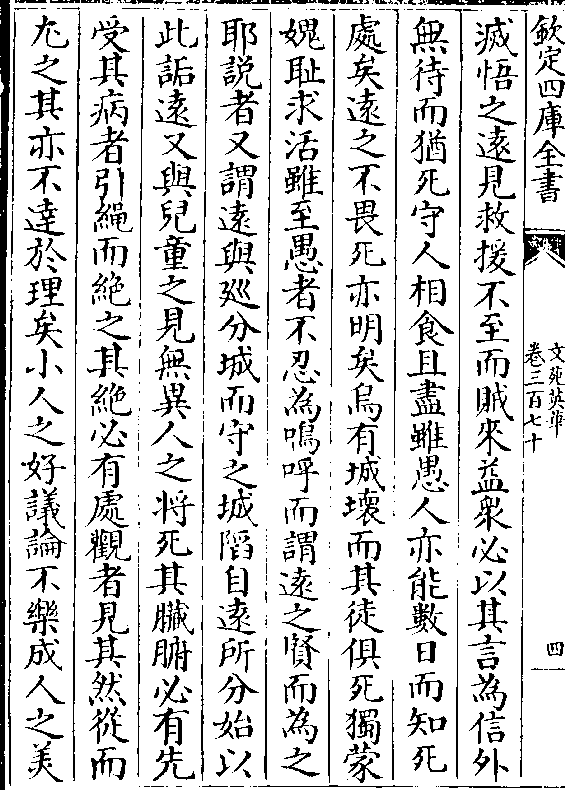 欽定四庫全書
文苑英華
卷三百七十
四
滅悟之遠見救援不至而賊來益衆必以其言為信外
無待而猶死守人相食且盡雖愚人亦能數日而知死
處矣遠之不畏死亦明矣烏有城壊而其徒俱死獨蒙
媿耻求活雖至愚者不忍為嗚呼而謂遠之賢而為之
耶説者又謂遠與廵分城而守之城䧟自遠所分始以
此詬遠又與兒童之見無異人之将死其臟腑必有先
受其病者引繩而絶之其絶必有處觀者見其然從而
尤之其亦不達於理矣小人之好議論不樂成人之美